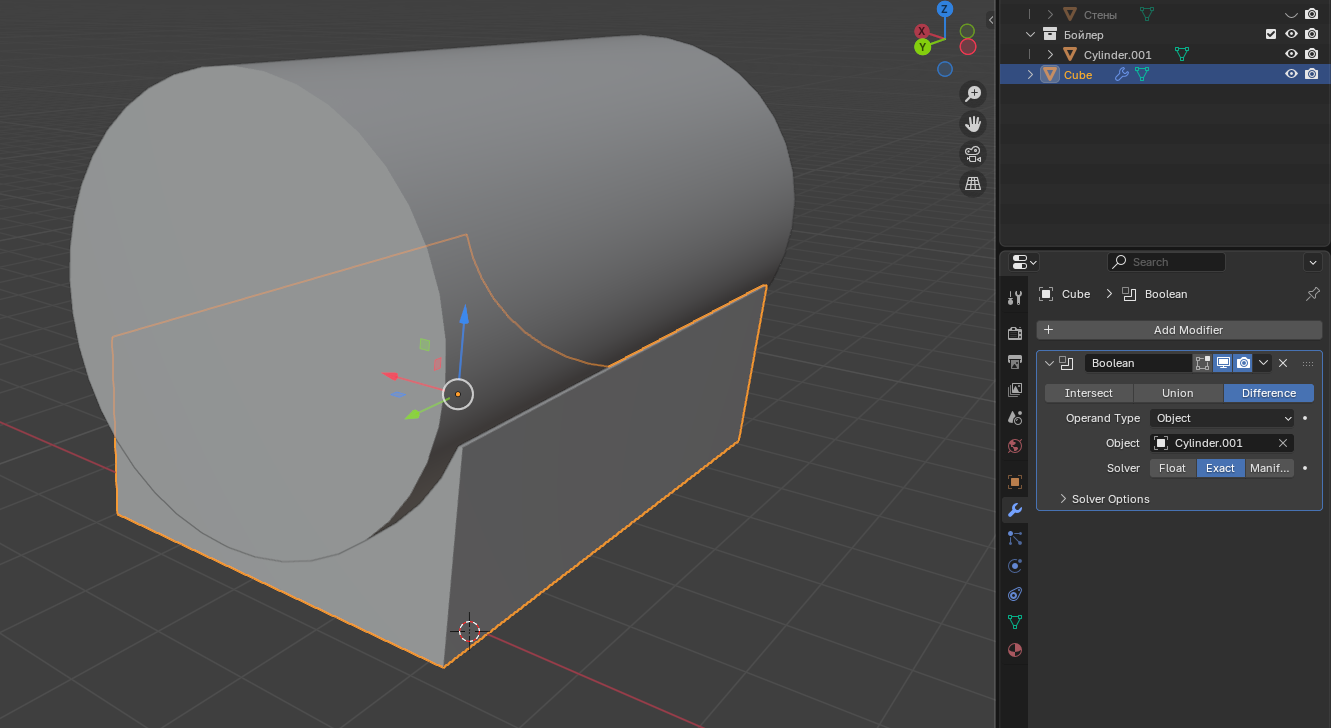 Стены
Бойлер
Cylinder.001
Cube
Z
X
Y
Search
Cube > Boolean
+ Add Modifier
Boolean
Intersect Union Difference
Operand Type Object
Object Cylinder.001
Solver Float Exact Manif...
Solver Options